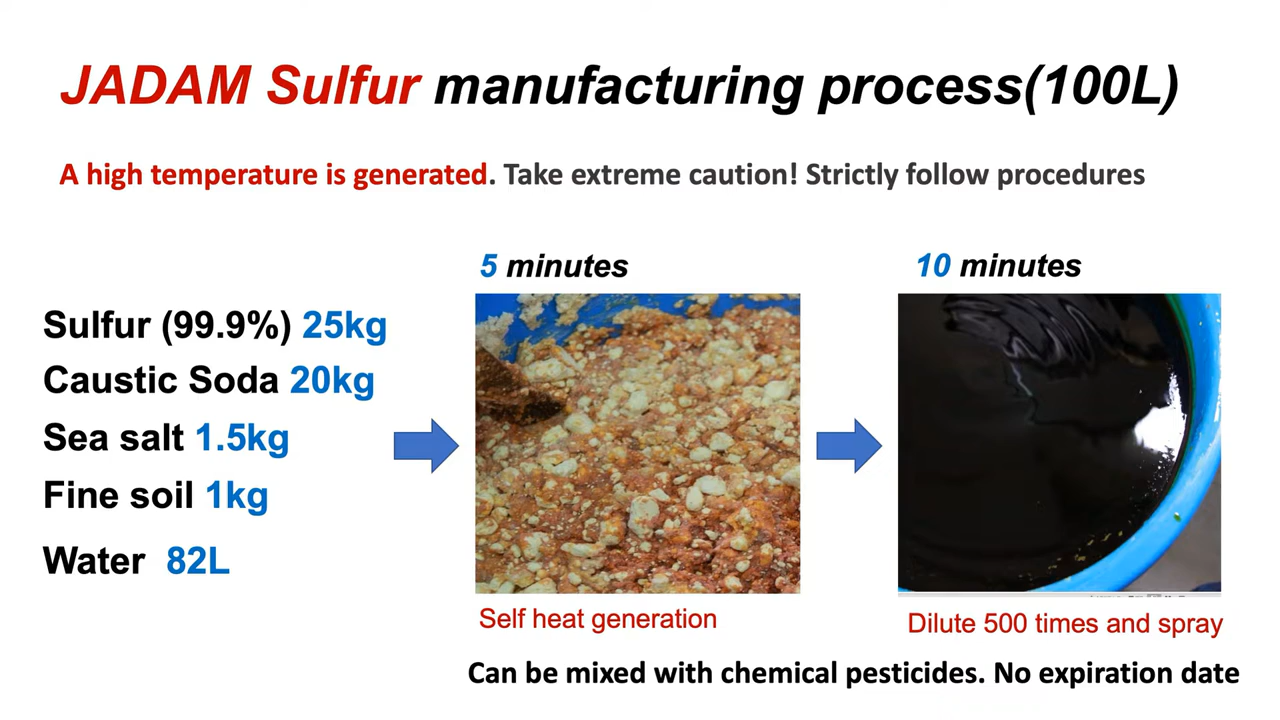 JADAM Sulfur manufacturing process(100L)
A high temperature is generated. Take extreme caution! Strictly follow procedures
5 minutes
10 minutes
Sulfur (99.9%) 25kg
Caustic Soda 20kg
Sea salt 1.5kg
Fine soil 1kg
Water 82L
Self heat generation
Dilute 500 times and spray
Can be mixed with chemical pesticides. No expiration date